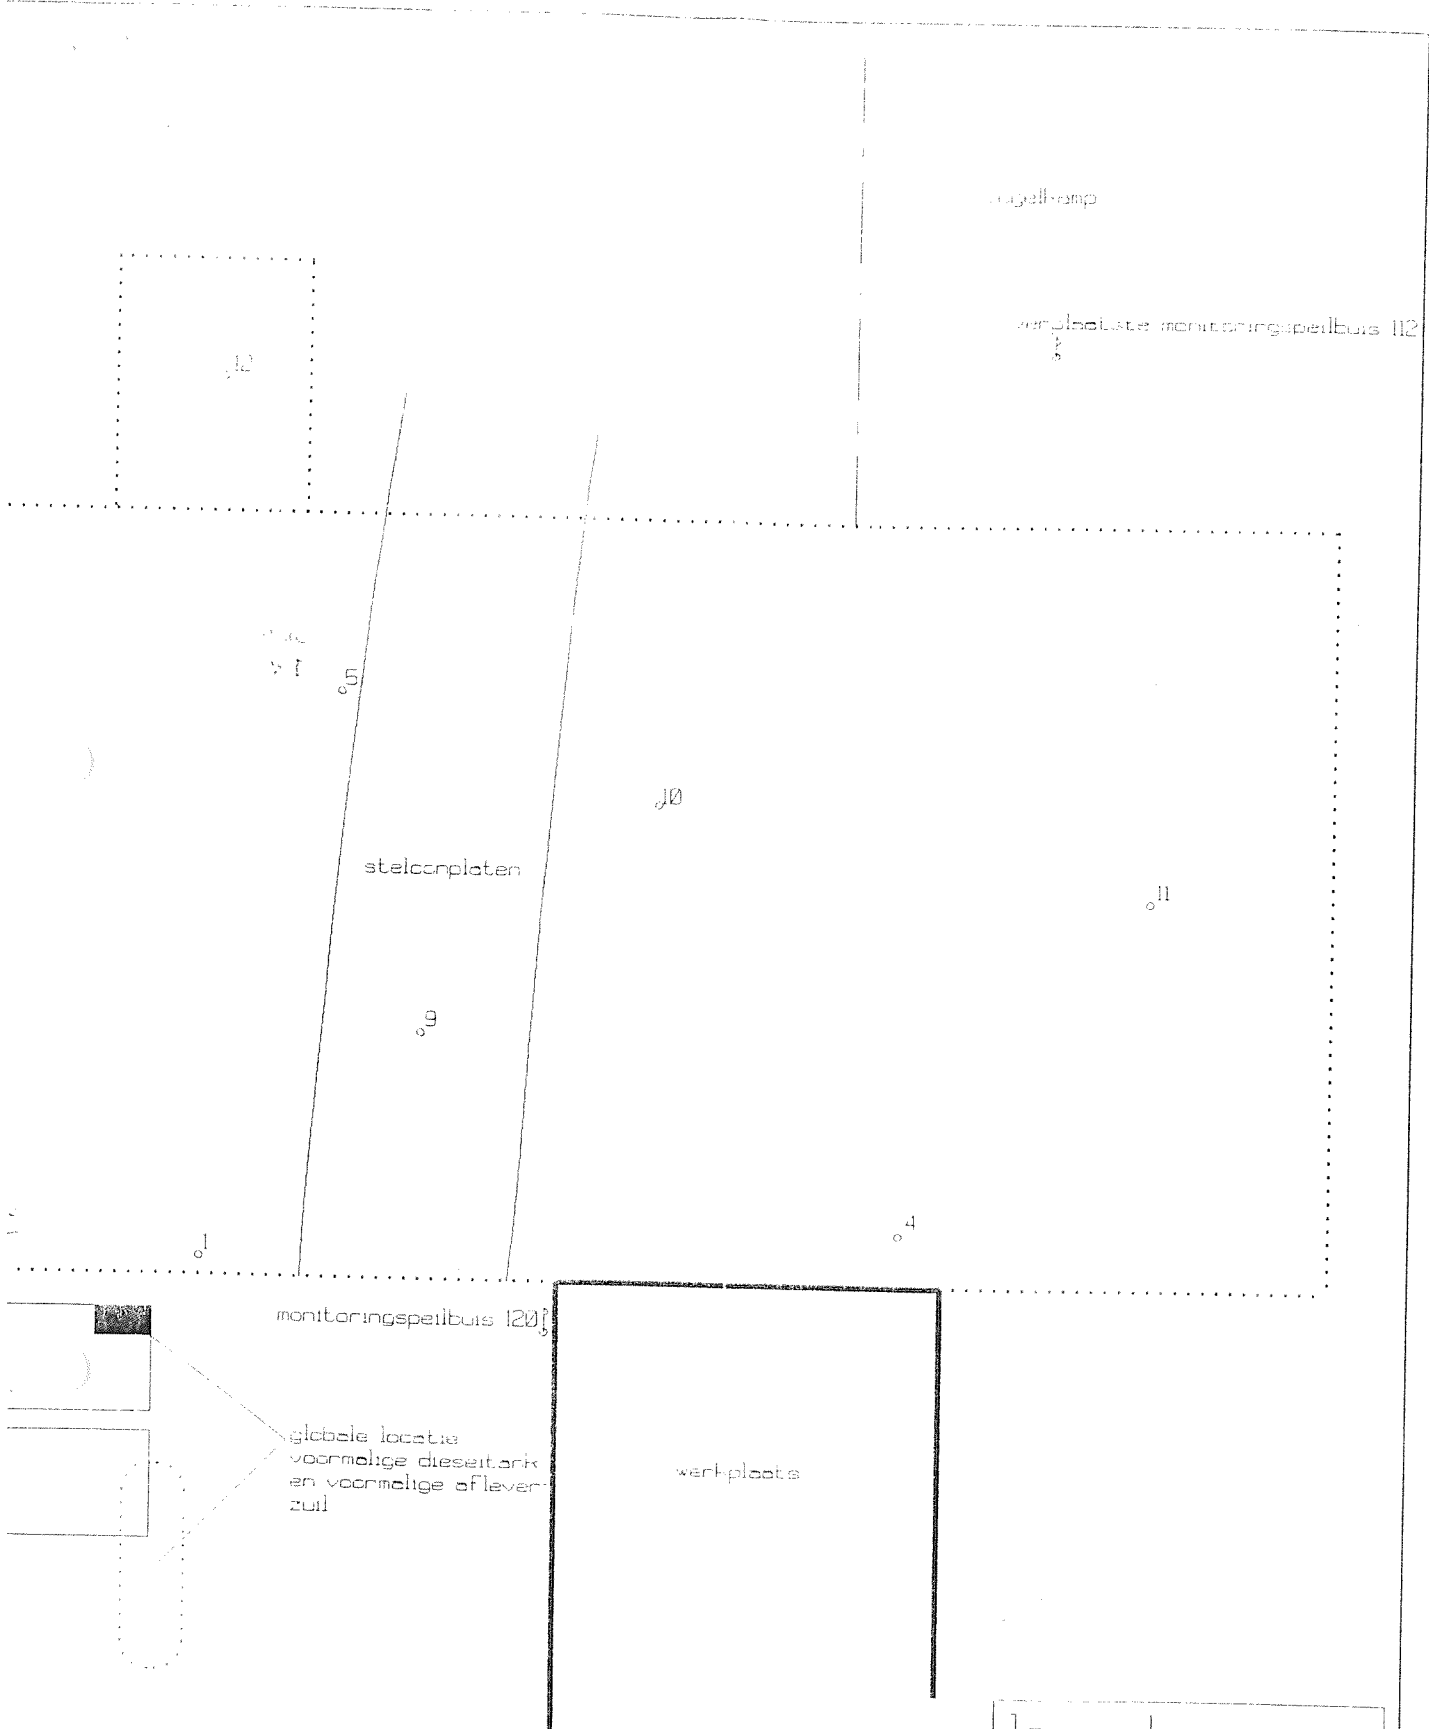 monitoringspeilbuis 112
12
5
10
stelconplaten
11
9
4
1
monitoringspeilbuis 120
globale locatie
voormalige dieseltank
en voormalige aflever-
zuil
werkplaats